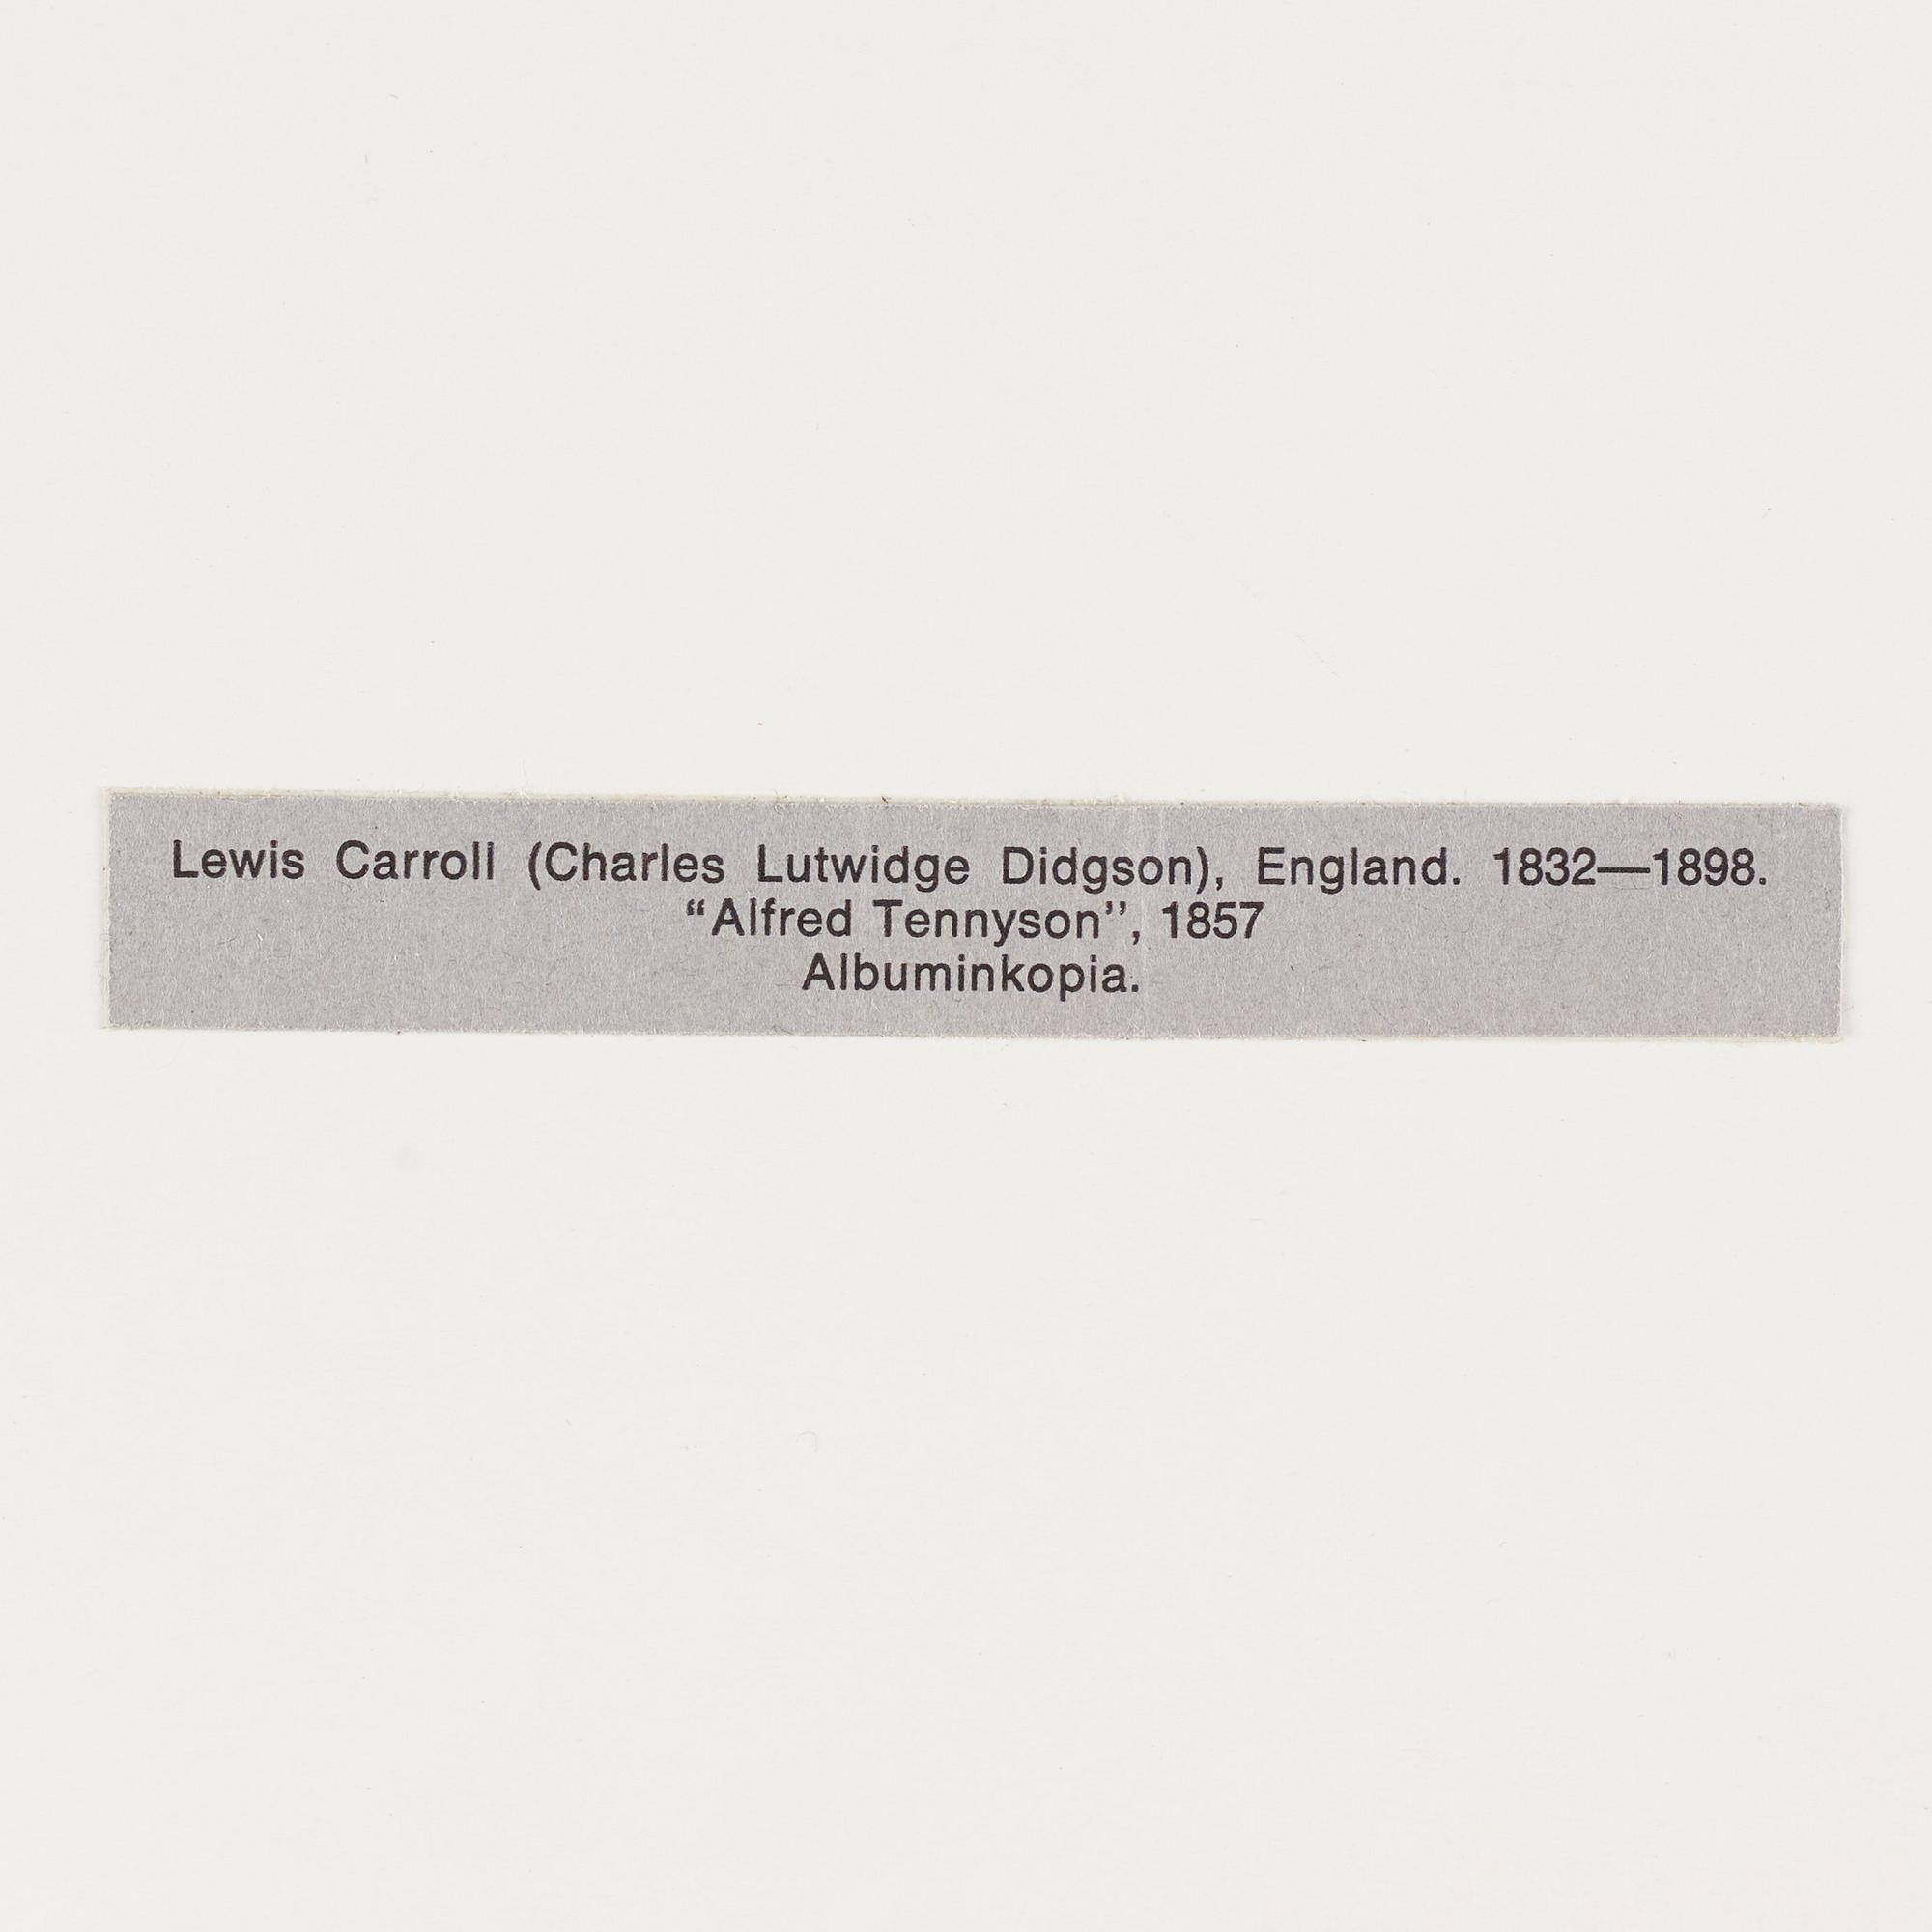 Lewis Carroll (Charles Lutwidge Didgson), England. 1832—1898.
“Alfred Tennyson’’, 1857
Albuminkopia.